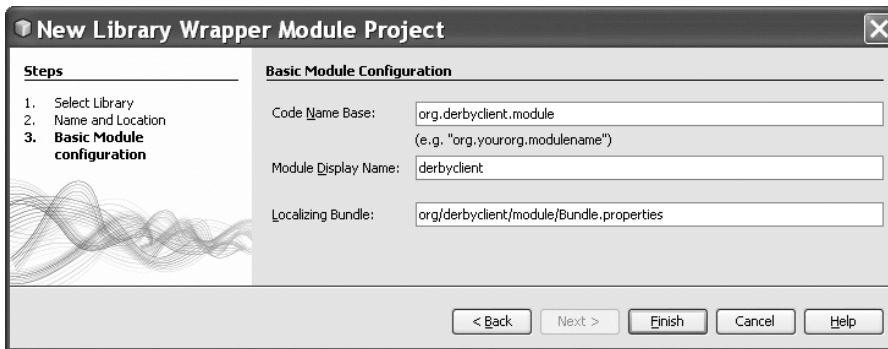 New Library Wrapper Module Project
Steps
1. Select Library
2. Name and Location
3. Basic Module
configuration
Basic Module Configuration
Code Name Base: org.derbyclient.module
(e.g. "org.yourorg.modulename")
Module Display Name: derbyclient
Localizing Bundle: org/derbyclient/module/Bundle.properties
< Back Next > Finish Cancel Help